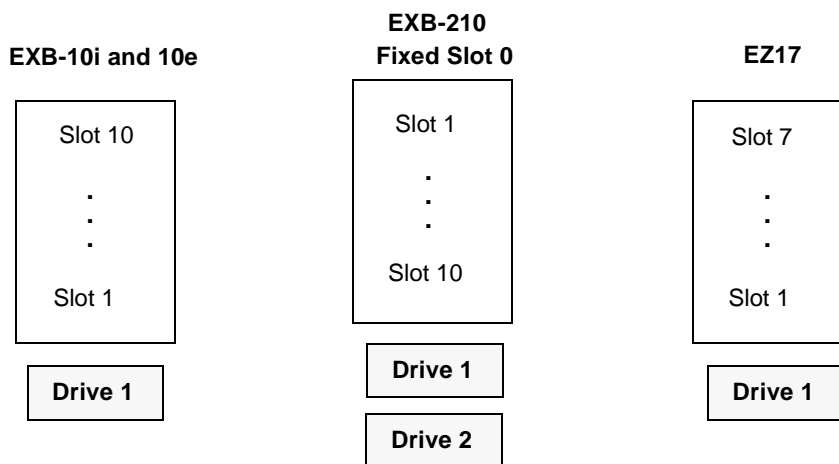 EXB-10i and 10e
Slot 10
.
.
.
Slot 1
Drive 1
EXB-210
Fixed Slot 0
Slot 1
.
.
.
Slot 10
Drive 1
Drive 2
EZ17
Slot 7
.
.
.
Slot 1
Drive 1